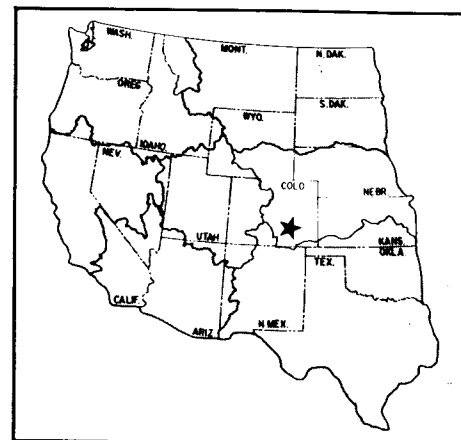 WASH.
MONT.
N. DAK.
OREG.
S. DAK.
WYO.
IDAHO
NEV.
COLO
NEBR.
UTAH
KANS.
OKLA
TEX.
CALIF.
ARIZ.
N. MEX.